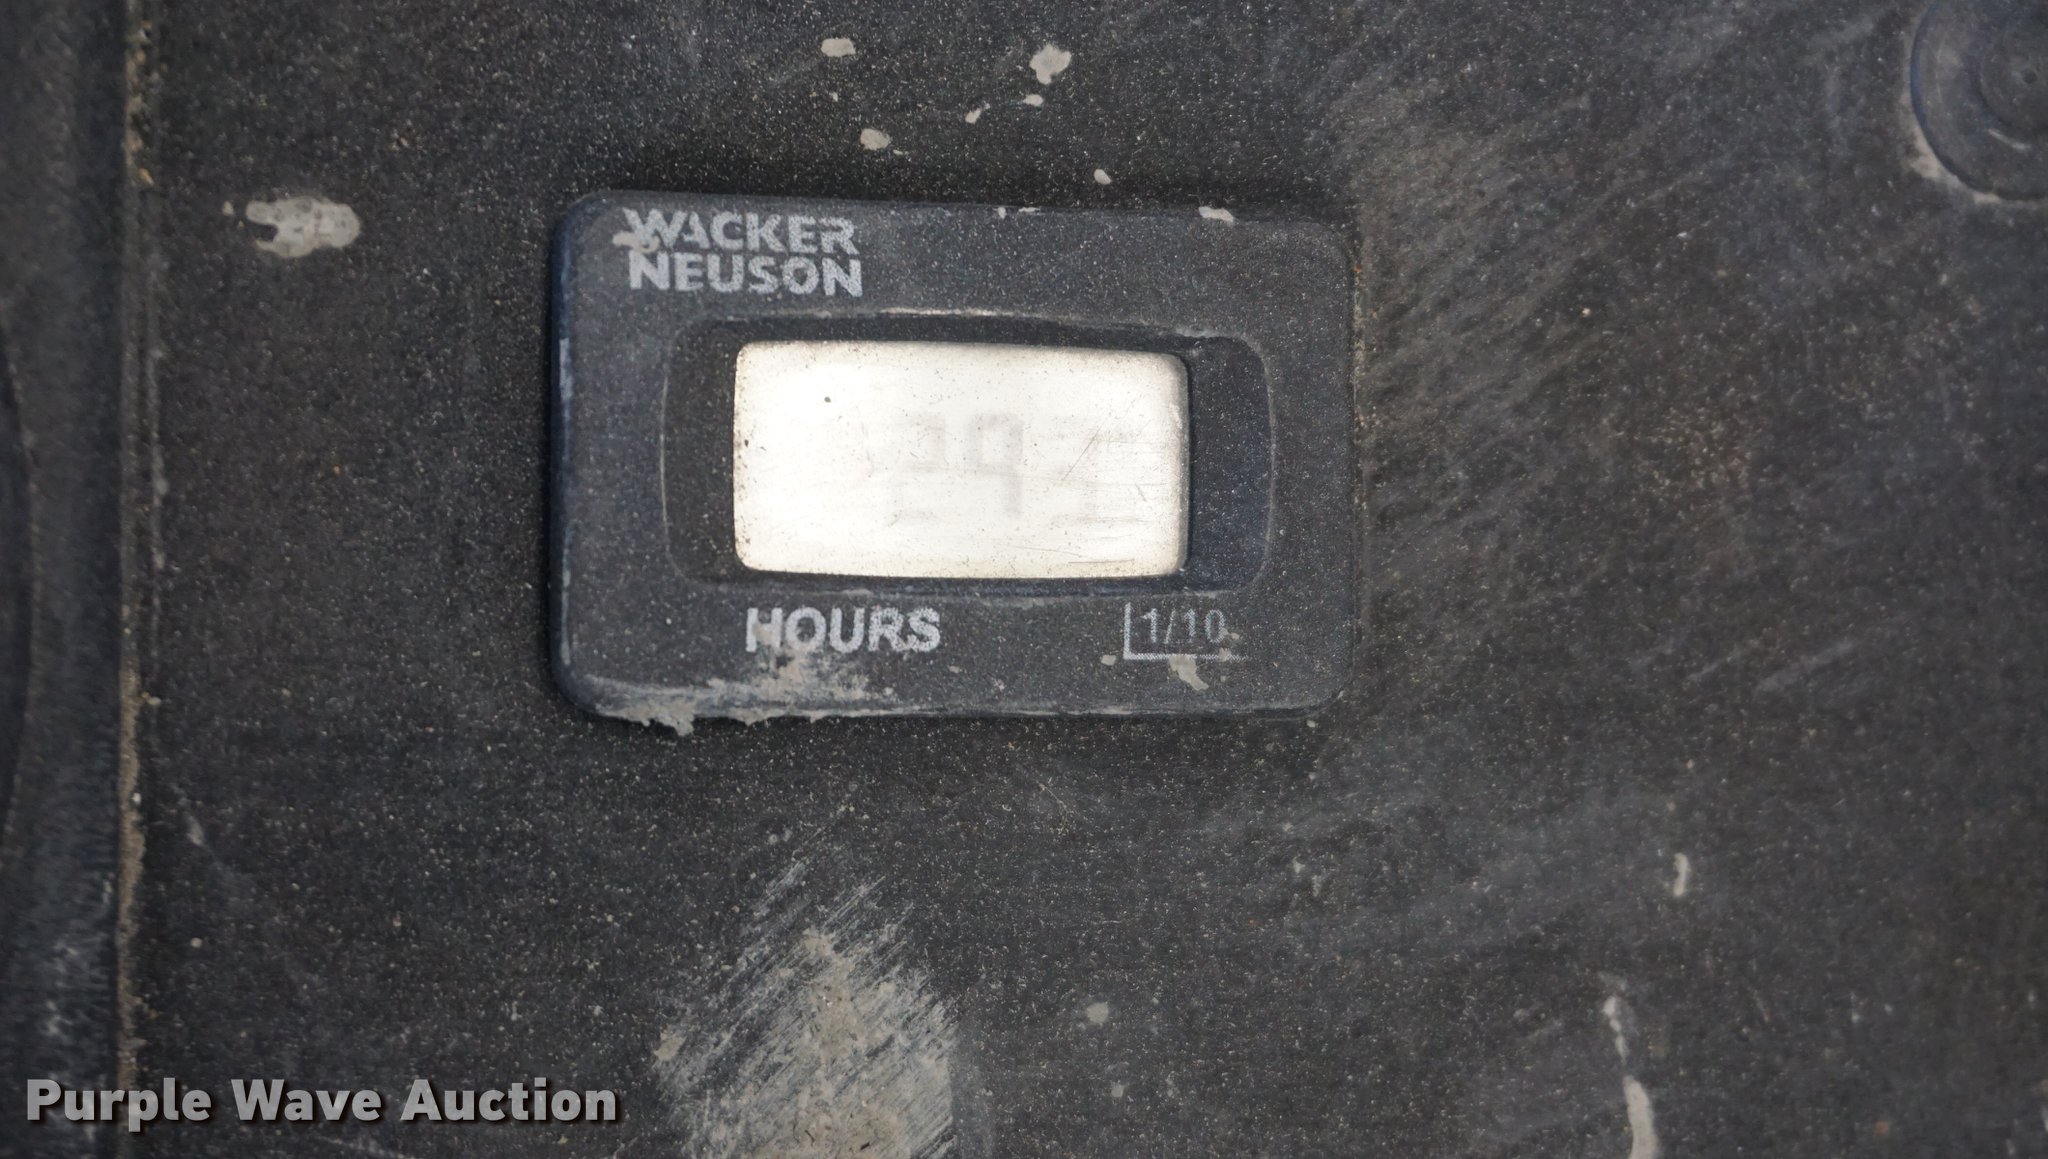 WACKER
NEUSON
HOURS
1/10
Purple Wave Auction